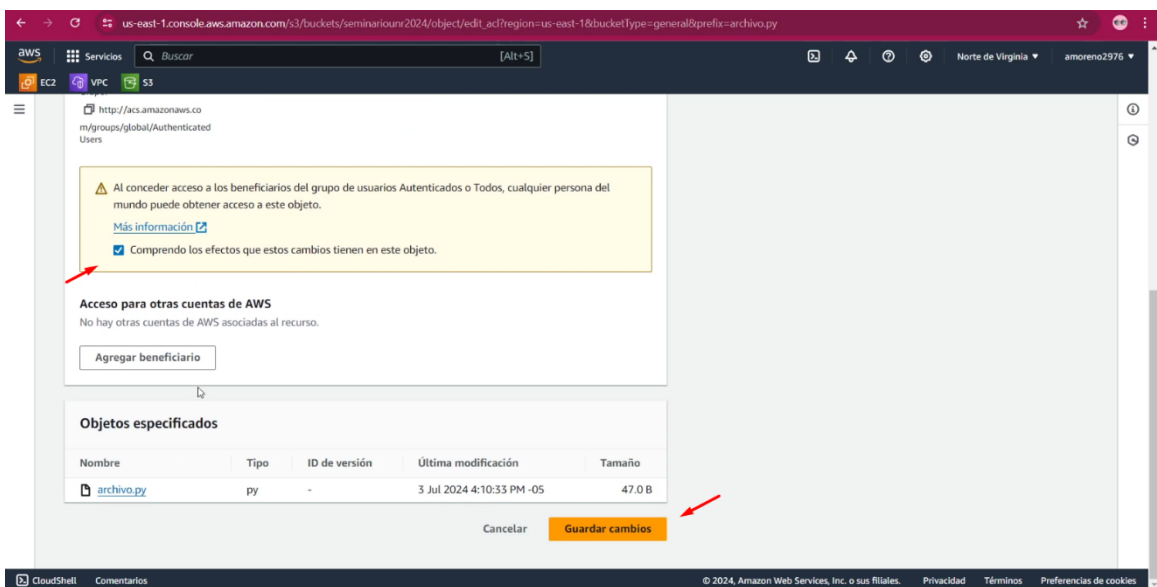 us-east-1.console.aws.amazon.com/s3/buckets/seminariounr2024/object/edit_acl?region=us-east-1&bucketType=general&prefix=archivo.py
aws Servicios Buscar [Alt+S] Norte de Virginia amoreno2976
EC2 VPC S3
http://acs.amazonaws.co
m/groups/global/Authenticated
Users
Al conceder acceso a los beneficiarios del grupo de usuarios Autenticados o Todos, cualquier persona del
mundo puede obtener acceso a este objeto.
Más información
Comprendo los efectos que estos cambios tienen en este objeto.
Acceso para otras cuentas de AWS
No hay otras cuentas de AWS asociadas al recurso.
Agregar beneficiario
Objetos especificados
Nombre Tipo ID de versión Última modificación Tamaño
archivo.py py - 3 Jul 2024 4:10:33 PM -05 47.0 B
Cancelar Guardar cambios
CloudShell Comentarios © 2024, Amazon Web Services, Inc. o sus filiales. Privacidad Términos Preferencias de cookies